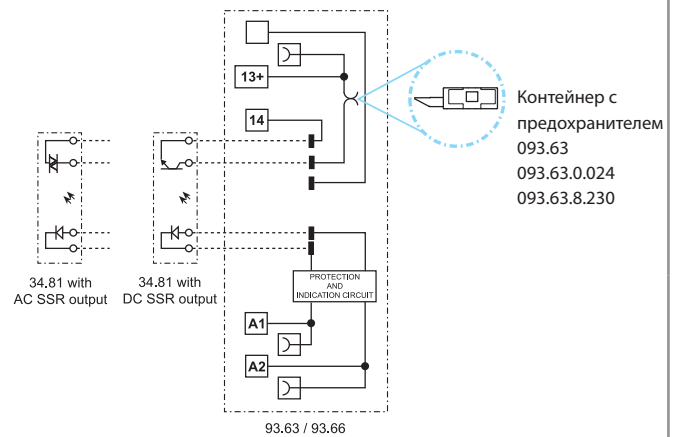 13+
14
Контейнер с
предохранителем
093.63
093.63.0.024
093.63.8.230
34.81 with
AC SSR output
34.81 with
DC SSR output
PROTECTION
AND
INDICATION CIRCUIT
A1
A2
93.63 / 93.66